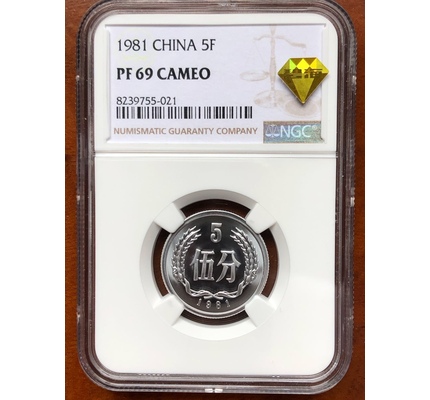 1981 CHINA 5F
PF 69 CAMEO
8239755-021
NUMISMATIC GUARANTY COMPANY
NGC
5
伍分
1981